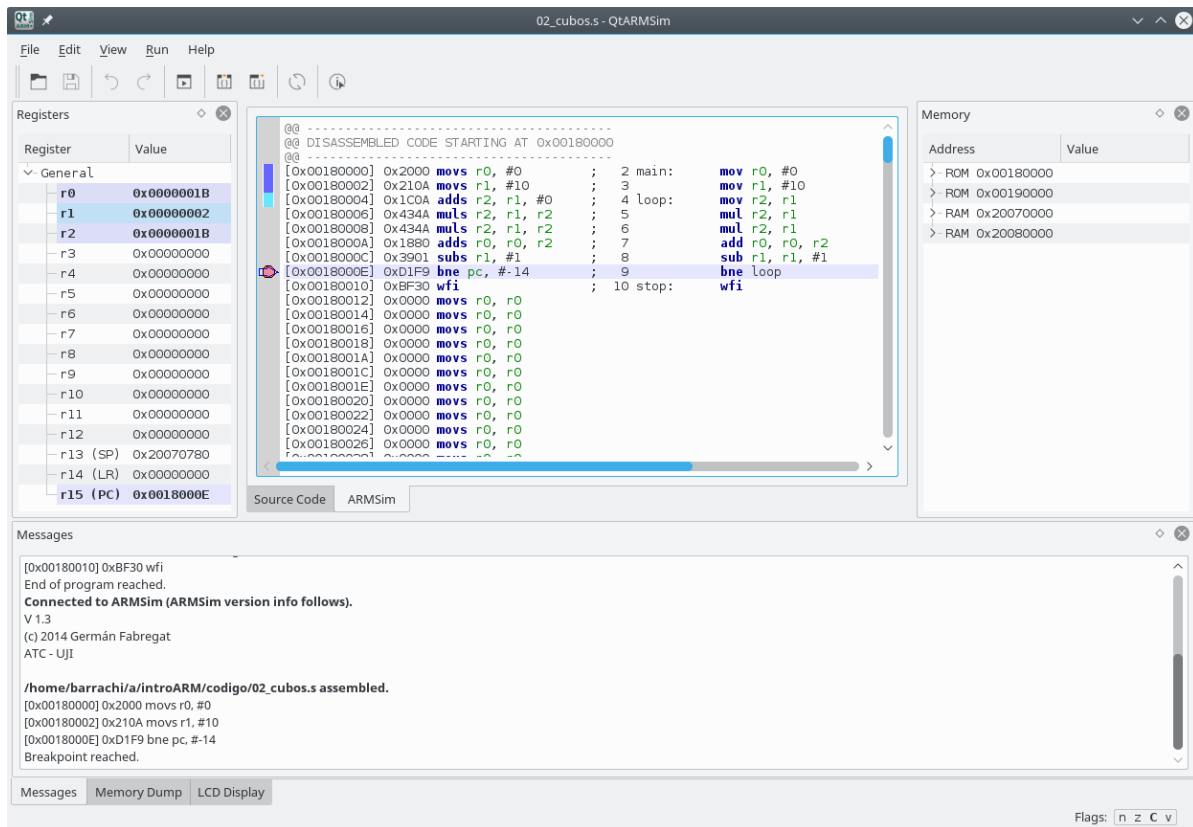 02_cubos.s - QtARMSim
File Edit View Run Help
Registers
Register Value
General
r0 0x0000001B
r1 0x00000002
r2 0x0000001B
r3 0x00000000
r4 0x00000000
r5 0x00000000
r6 0x00000000
r7 0x00000000
r8 0x00000000
r9 0x00000000
r10 0x00000000
r11 0x00000000
r12 0x00000000
r13 (SP) 0x20070780
r14 (LR) 0x00000000
r15 (PC) 0x0018000E
@@ ----------------------------------------
@@ DISASSEMBLED CODE STARTING AT 0x00180000
@@ ----------------------------------------
[0x00180000] 0x2000 movs r0, #0 ; 2 main: mov r0, #0
[0x00180002] 0x210A movs r1, #10 ; 3 mov r1, #10
[0x00180004] 0x1C0A adds r2, r1, #0 ; 4 loop: mov r2, r1
[0x00180006] 0x434A muls r2, r1, r2 ; 5 mul r2, r1
[0x00180008] 0x434A muls r2, r1, r2 ; 6 mul r2, r1
[0x0018000A] 0x1880 adds r0, r0, r2 ; 7 add r0, r0, r2
[0x0018000C] 0x3901 subs r1, #1 ; 8 sub r1, r1, #1
[0x0018000E] 0xD1F9 bne pc, #-14 ; 9 bne loop
[0x00180010] 0xBF30 wfi ; 10 stop: wfi
[0x00180012] 0x0000 movs r0, r0
[0x00180014] 0x0000 movs r0, r0
[0x00180016] 0x0000 movs r0, r0
[0x00180018] 0x0000 movs r0, r0
[0x0018001A] 0x0000 movs r0, r0
[0x0018001C] 0x0000 movs r0, r0
[0x0018001E] 0x0000 movs r0, r0
[0x00180020] 0x0000 movs r0, r0
[0x00180022] 0x0000 movs r0, r0
[0x00180024] 0x0000 movs r0, r0
[0x00180026] 0x0000 movs r0, r0
Source Code ARMSim
Memory
Address Value
ROM 0x00180000
ROM 0x00190000
RAM 0x20070000
RAM 0x20080000
Messages
[0x00180010] 0xBF30 wfi
End of program reached.
Connected to ARMSim (ARMSim version info follows).
V 1.3
(c) 2014 Germán Fabregat
ATC - UJI
/home/barrachi/a/introARM/codigo/02_cubos.s assembled.
[0x00180000] 0x2000 movs r0, #0
[0x00180002] 0x210A movs r1, #10
[0x0018000E] 0xD1F9 bne pc, #-14
Breakpoint reached.
Messages Memory Dump LCD Display
Flags: n z C v